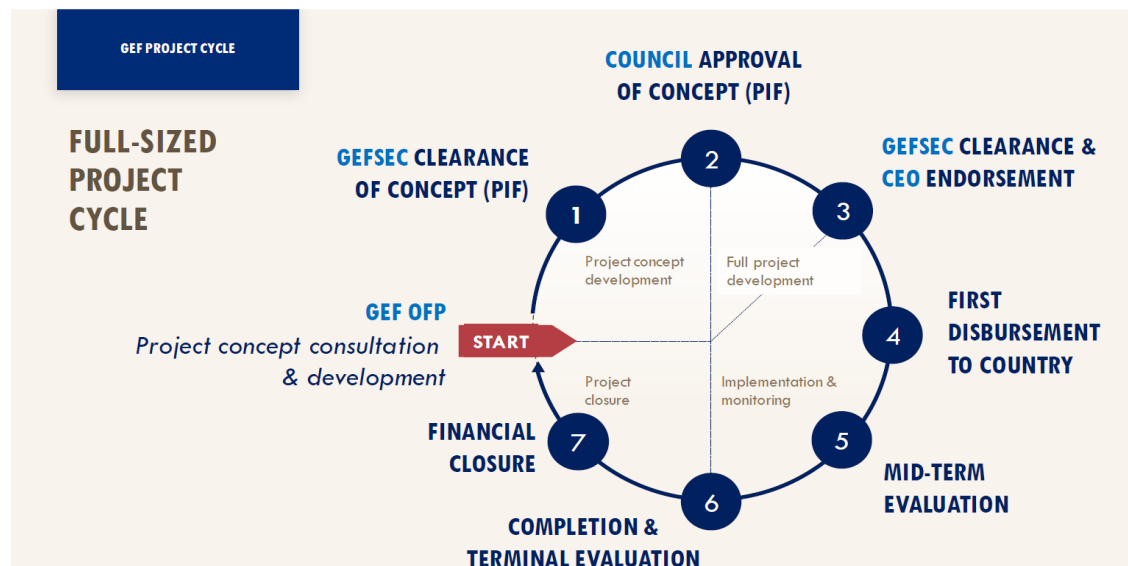 GEF PROJECT CYCLE
FULL-SIZED
PROJECT
CYCLE
COUNCIL APPROVAL
OF CONCEPT (PIF)
GEFSEC CLEARANCE
OF CONCEPT (PIF)
GEFSEC CLEARANCE &
CEO ENDORSEMENT
2
1
3
Project concept
development
Full project
development
GEF OFP
START
Project concept consultation
& development
4
FIRST
DISBURSEMENT
TO COUNTRY
Project
closure
Implementation &
monitoring
FINANCIAL
CLOSURE
7
5
MID-TERM
EVALUATION
6
COMPLETION &
TERMINAL EVALUATION